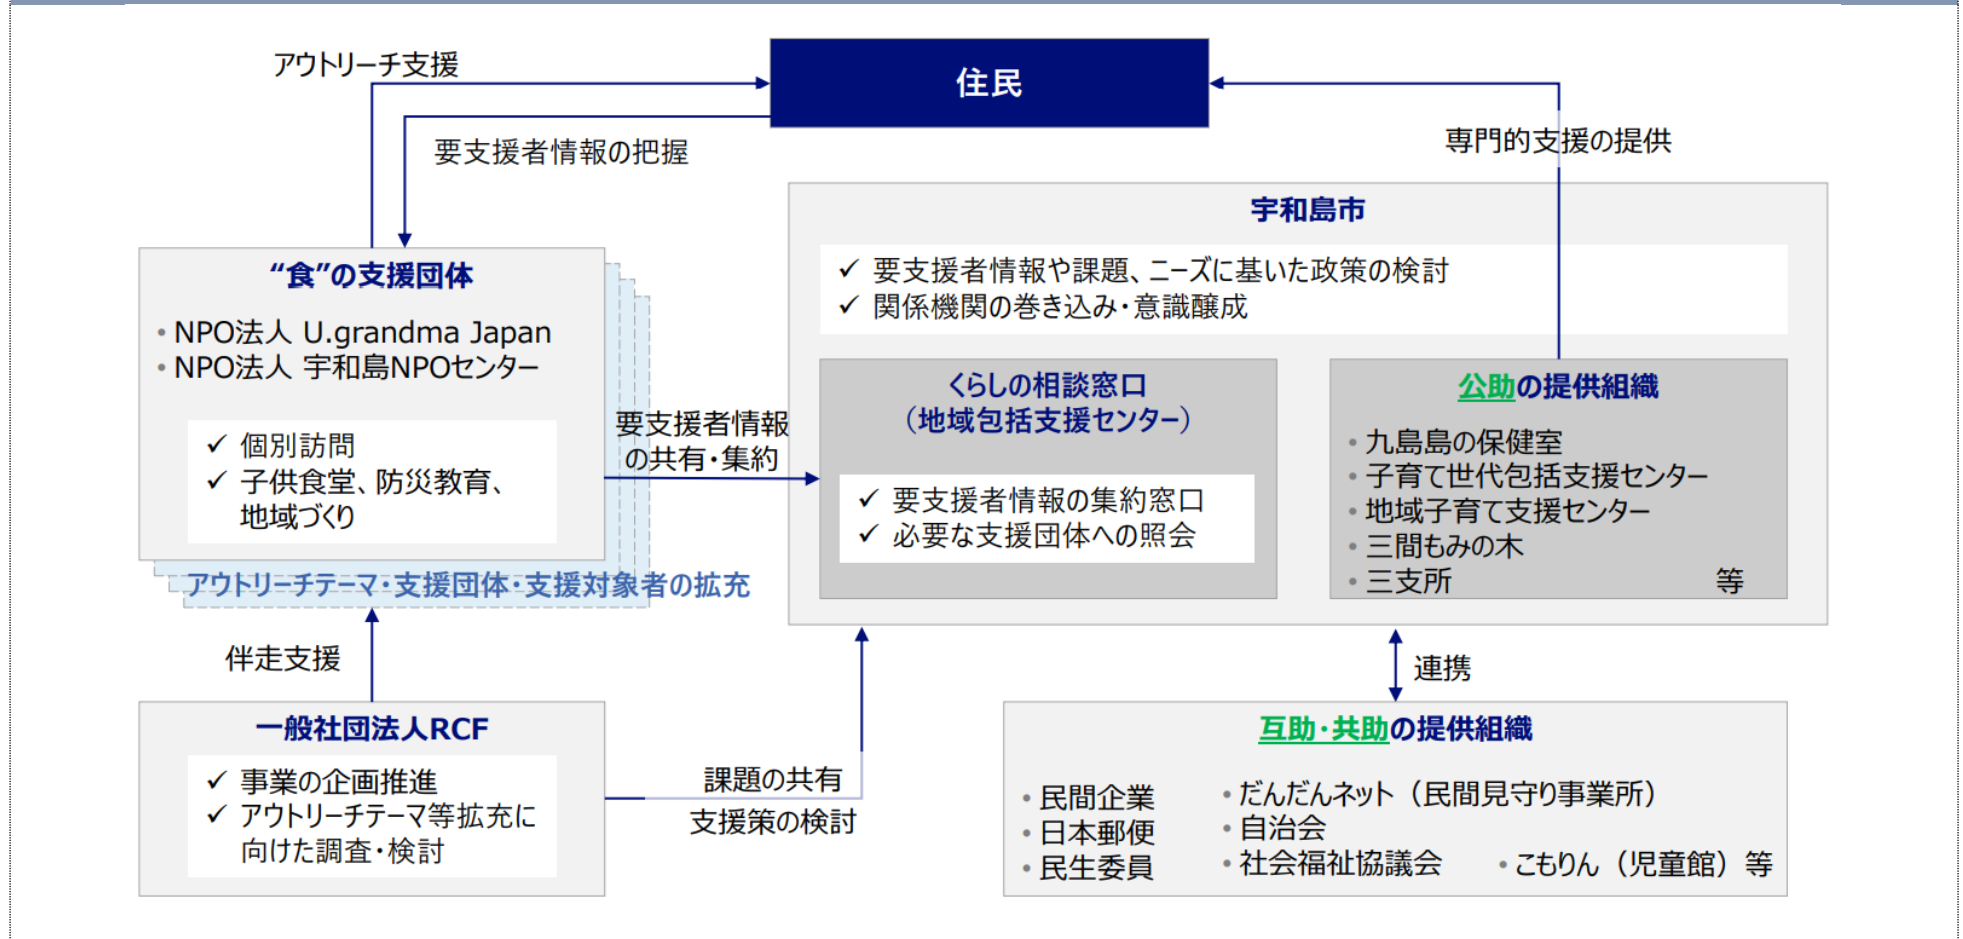 住民
アウトリーチ支援
要支援者情報の把握
専門的支援の提供
“食”の支援団体
• NPO法人 U.grandma Japan
• NPO法人 宇和島NPOセンター
✓ 個別訪問
✓ 子供食堂、防災教育、
地域づくり
アウトリーチテーマ・支援団体・支援対象者の拡充
要支援者情報
の共有・集約
宇和島市
✓ 要支援者情報や課題、ニーズに基いた政策の検討
✓ 関係機関の巻き込み・意識醸成
くらしの相談窓口
（地域包括支援センター）
✓ 要支援者情報の集約窓口
✓ 必要な支援団体への照会
公助の提供組織
• 九島島の保健室
• 子育て世代包括支援センター
• 地域子育て支援センター
• 三間もみの木
• 三支所 等
伴走支援
連携
一般社団法人RCF
✓ 事業の企画推進
✓ アウトリーチテーマ等拡充に
向けた調査・検討
課題の共有
支援策の検討
互助・共助の提供組織
• 民間企業
• 日本郵便
• 民生委員
• だんだんネット（民間見守り事業所）
• 自治会
• 社会福祉協議会
• こもりん（児童館）等